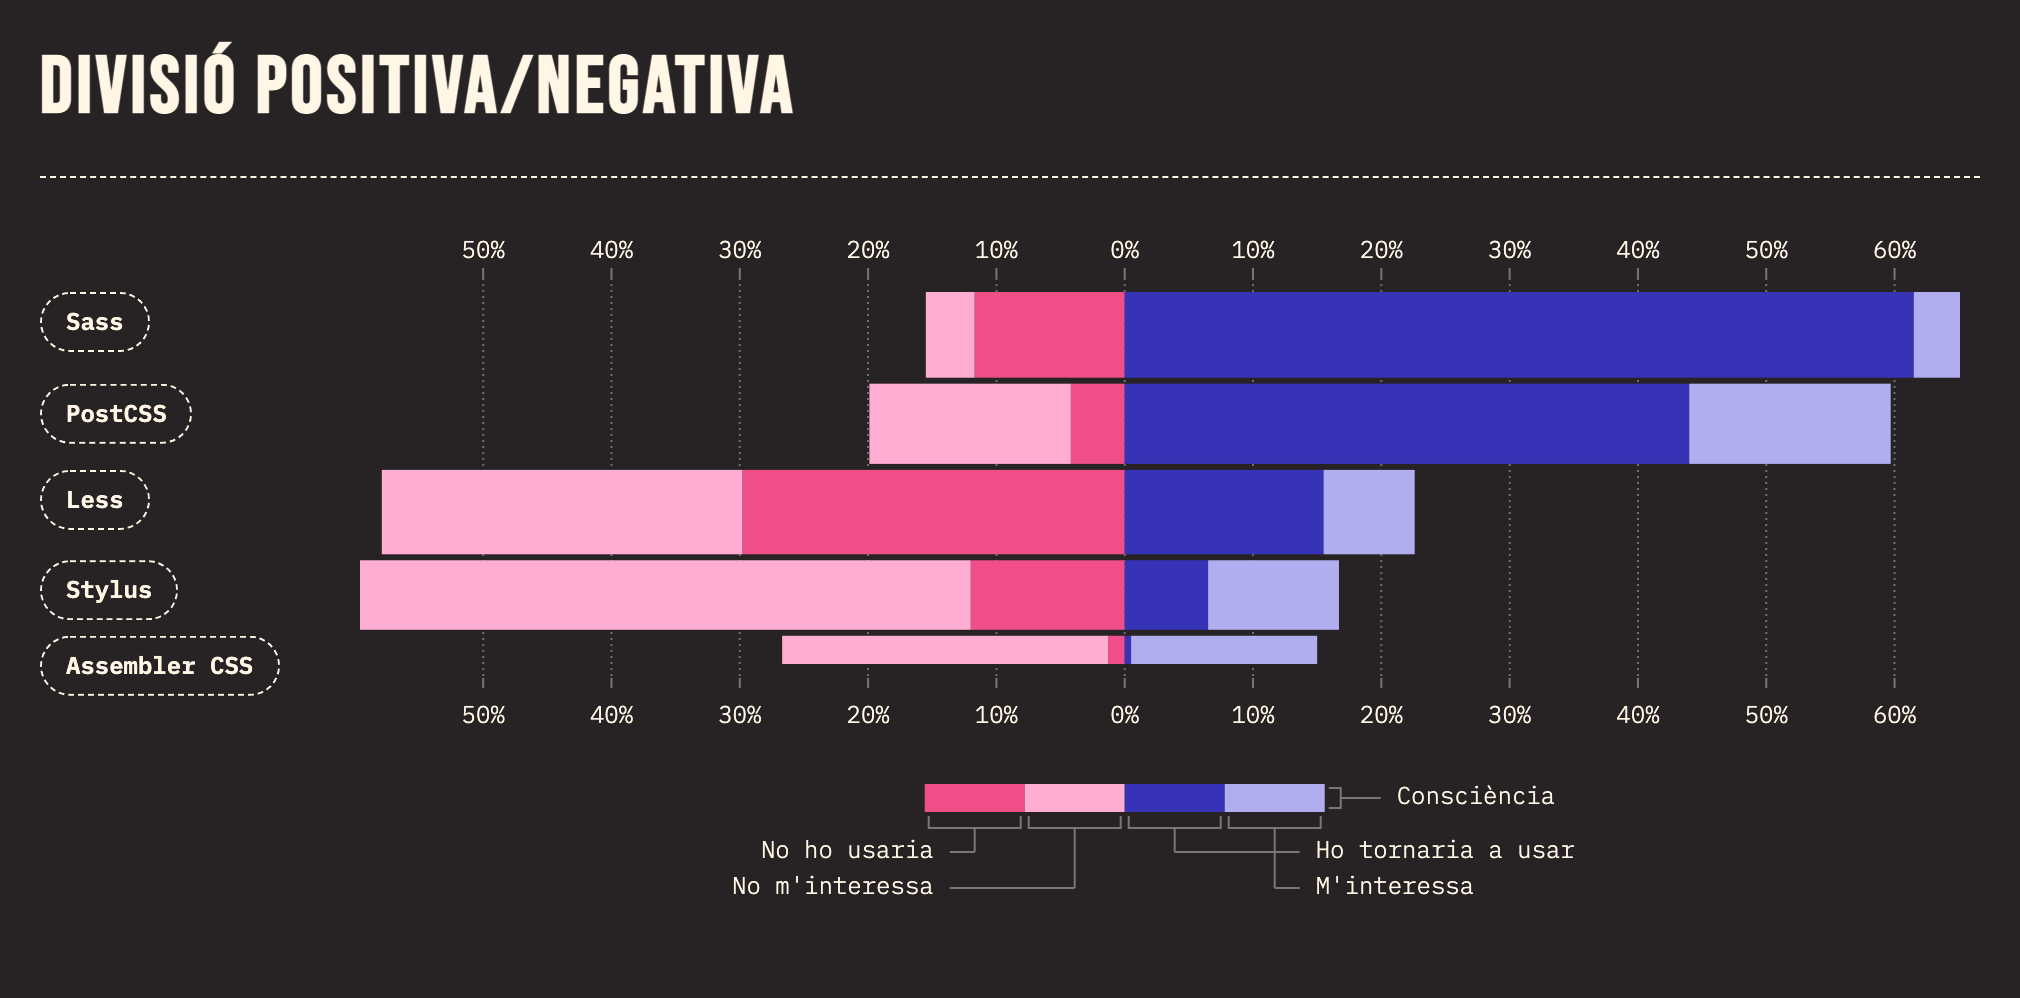 DIVISIÓ POSITIVA/NEGATIVA
50% 40% 30% 20% 10% 0% 10% 20% 30% 40% 50% 60%
Sass
PostCSS
Less
Stylus
Assembler CSS
50% 40% 30% 20% 10% 0% 10% 20% 30% 40% 50% 60%
Consciència
No ho usaria
Ho tornaria a usar
No m'interessa
M'interessa